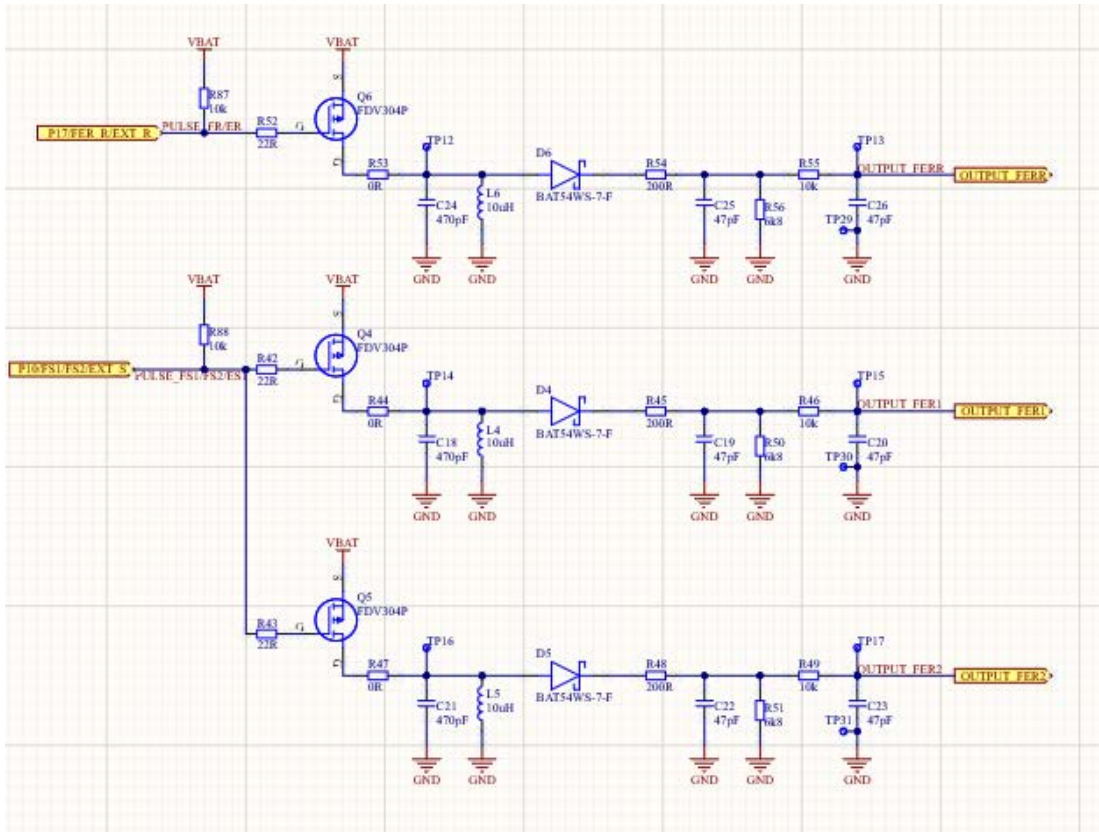 VBAT
VBAT
R87
10k
Q6
FDV304P
P17/FER_R/EXT_R
PULSE_FR/ER
R52
22R
G
S
D
R53
0R
TP12
C24
470pF
L6
10uH
D6
BAT54WS-7-F
R54
200R
C25
47pF
R56
6k8
R55
10k
TP13
OUTPUT_FERR
OUTPUT_FERR
C26
47pF
TP29
GND
GND
GND
GND
GND
VBAT
VBAT
R88
10k
Q4
FDV304P
P16/FS1/FS2/EXT_S
PULSE_FS1/FS2/ES1
R42
22R
G
S
D
R44
0R
TP14
C18
470pF
L4
10uH
D4
BAT54WS-7-F
R45
200R
C19
47pF
R50
6k8
R46
10k
TP15
OUTPUT_FER1
OUTPUT_FER1
C20
47pF
TP30
GND
GND
GND
GND
GND
VBAT
Q5
FDV304P
R43
22R
G
S
D
R47
0R
TP16
C21
470pF
L5
10uH
D5
BAT54WS-7-F
R48
200R
C22
47pF
R51
6k8
R49
10k
TP17
OUTPUT_FER2
OUTPUT_FER2
C23
47pF
TP31
GND
GND
GND
GND
GND